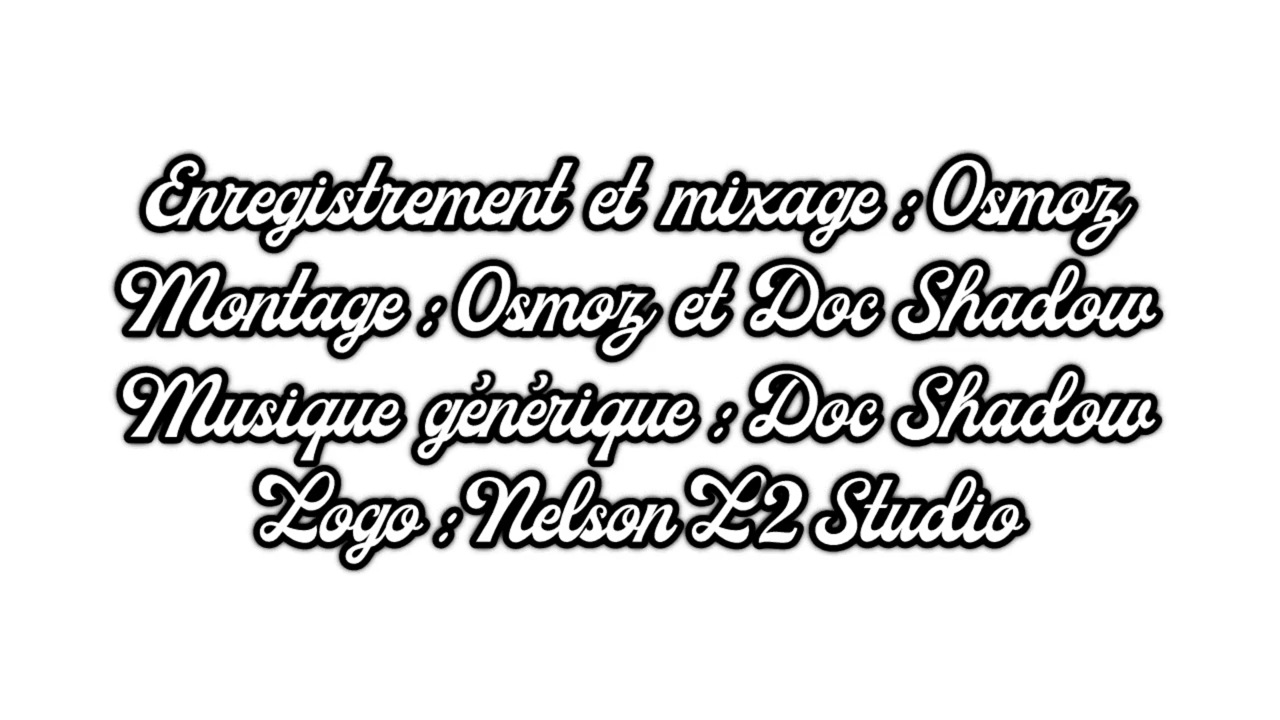 Enregistrement et mixage : Osmoz
Montage : Osmoz et Doc Shadow
Musique générique : Doc Shadow
Logo : Nelson L2 Studio